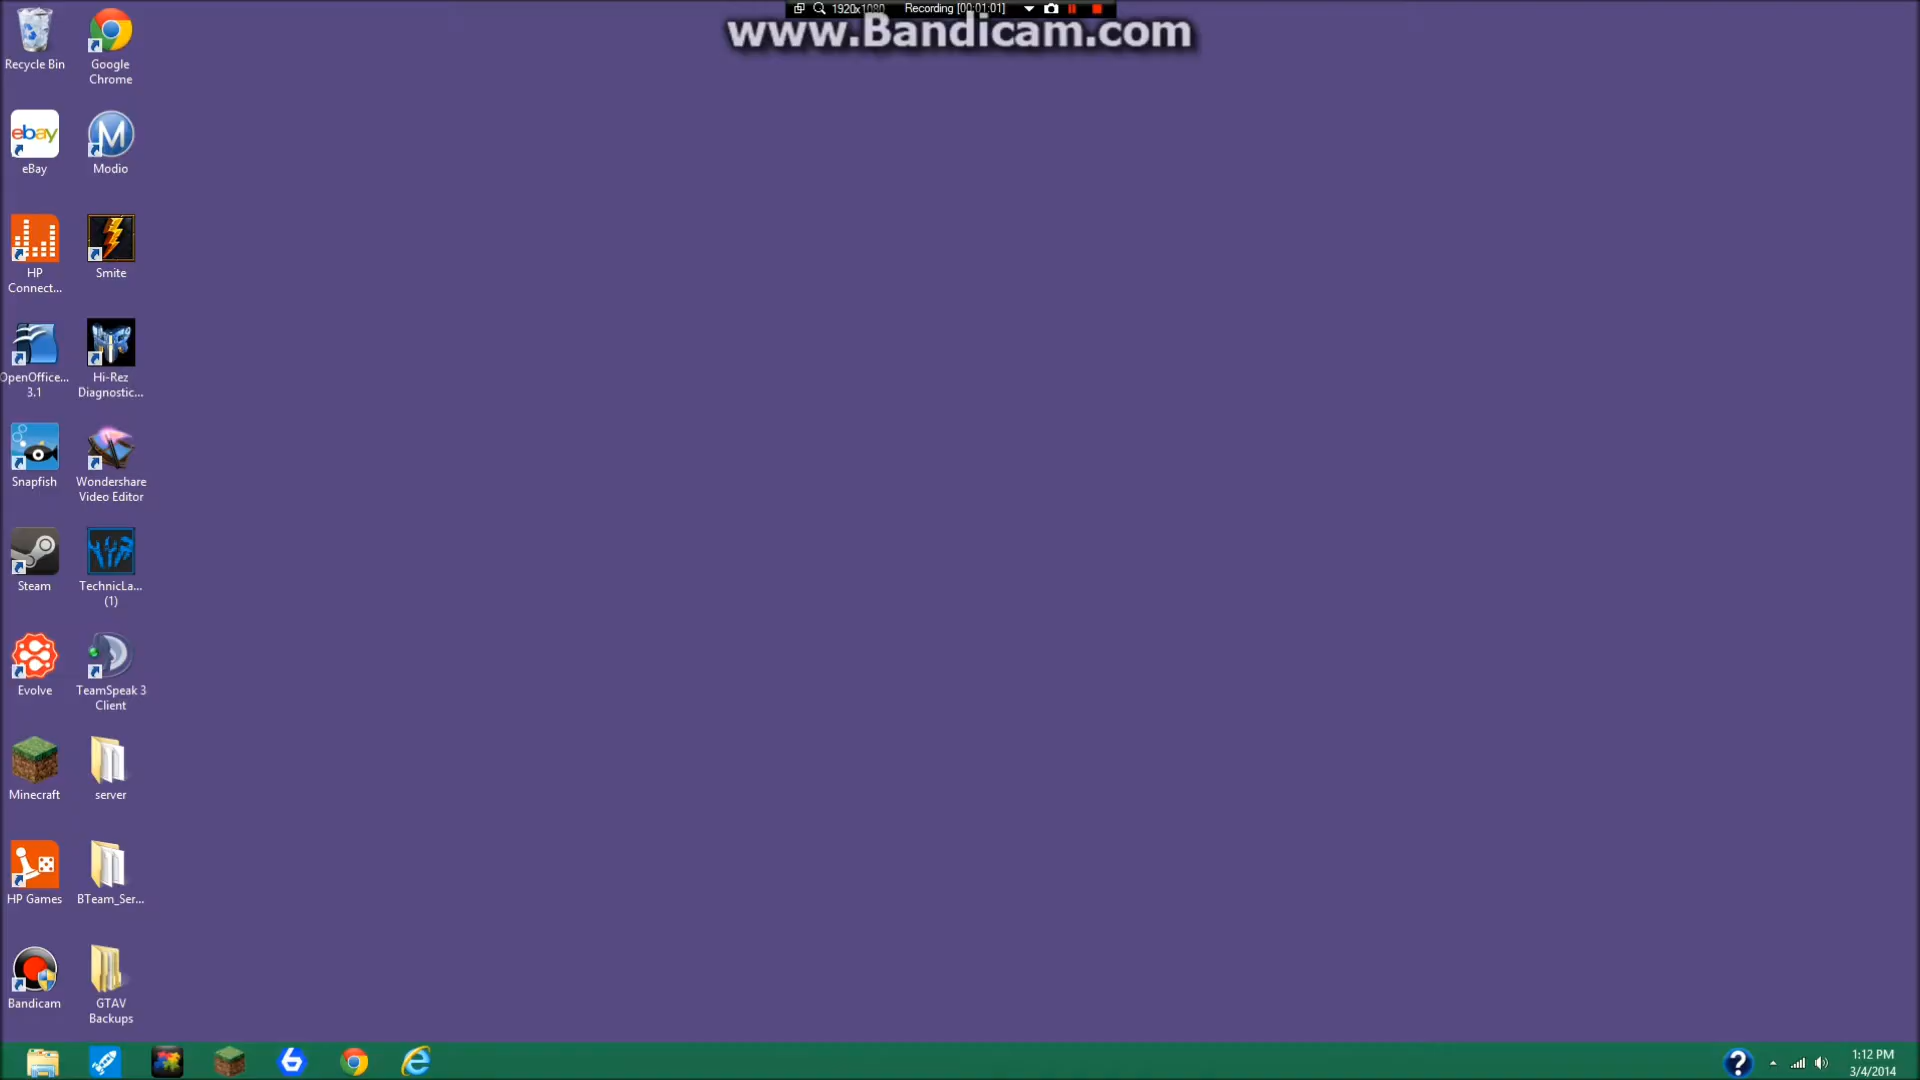 1920x1080 Recording [00:01:01]
www.Bandicam.com
Recycle Bin
Google
Chrome
ebay
eBay
M
Modio
HP
Connect...
Smite
OpenOffice...
3.1
Hi-Rez
Diagnostic...
Snapfish
Wondershare
Video Editor
Steam
TechnicLa...
(1)
Evolve
TeamSpeak 3
Client
Minecraft
server
HP Games
BTeam_Ser...
Bandicam
GTAV
Backups
?
1:12 PM
3/4/2014